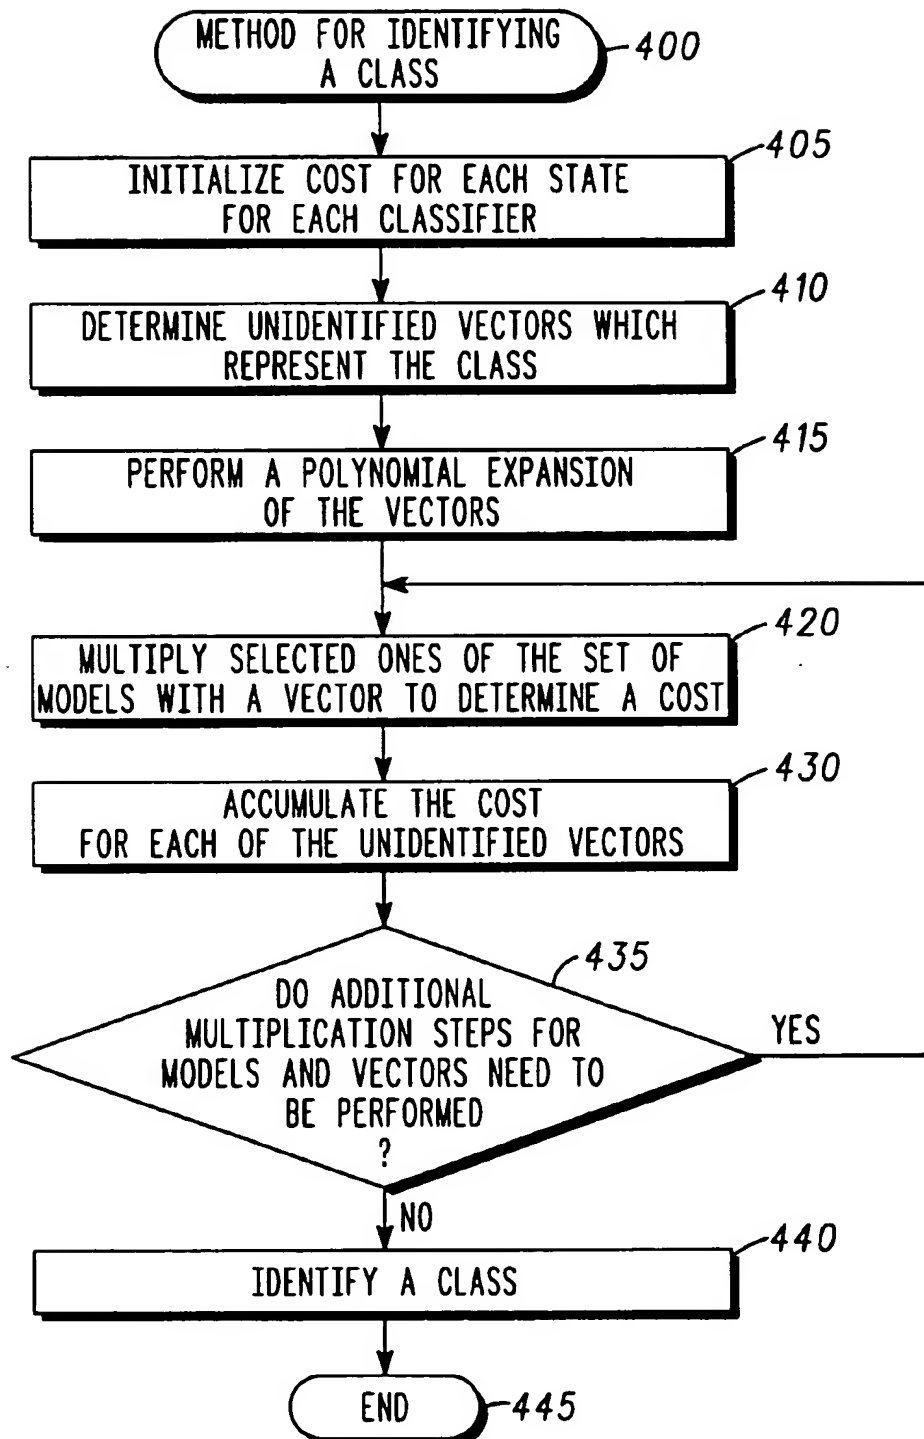 METHOD FOR IDENTIFYING
A CLASS
400
405
INITIALIZE COST FOR EACH STATE
FOR EACH CLASSIFIER
410
DETERMINE UNIDENTIFIED VECTORS WHICH
REPRESENT THE CLASS
415
PERFORM A POLYNOMIAL EXPANSION
OF THE VECTORS
420
MULTIPLY SELECTED ONES OF THE SET OF
MODELS WITH A VECTOR TO DETERMINE A COST
430
ACCUMULATE THE COST
FOR EACH OF THE UNIDENTIFIED VECTORS
435
DO ADDITIONAL
MULTIPLICATION STEPS FOR
MODELS AND VECTORS NEED TO
BE PERFORMED
?
YES
NO
440
IDENTIFY A CLASS
END
445